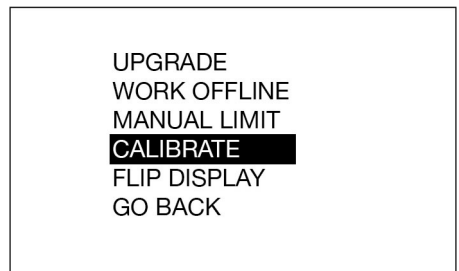 UPGRADE
WORK OFFLINE
MANUAL LIMIT
CALIBRATE
FLIP DISPLAY
GO BACK